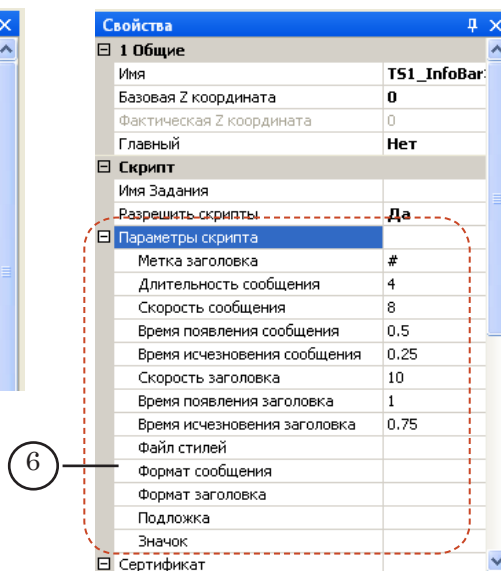 Свойства
1 Общие
Имя TS1_InfoBar
Базовая Z координата 0
Фактическая Z координата 0
Главный Нет
Скрипт
Имя Задания
Разрешить скрипты Да
Параметры скрипта
Метка заголовка #
Длительность сообщения 4
Скорость сообщения 8
Время появления сообщения 0.5
Время исчезновения сообщения 0.25
Скорость заголовка 10
Время появления заголовка 1
Время исчезновения заголовка 0.75
Файл стилей
6
Формат сообщения
Формат заголовка
Подложка
Значок
Сертификат